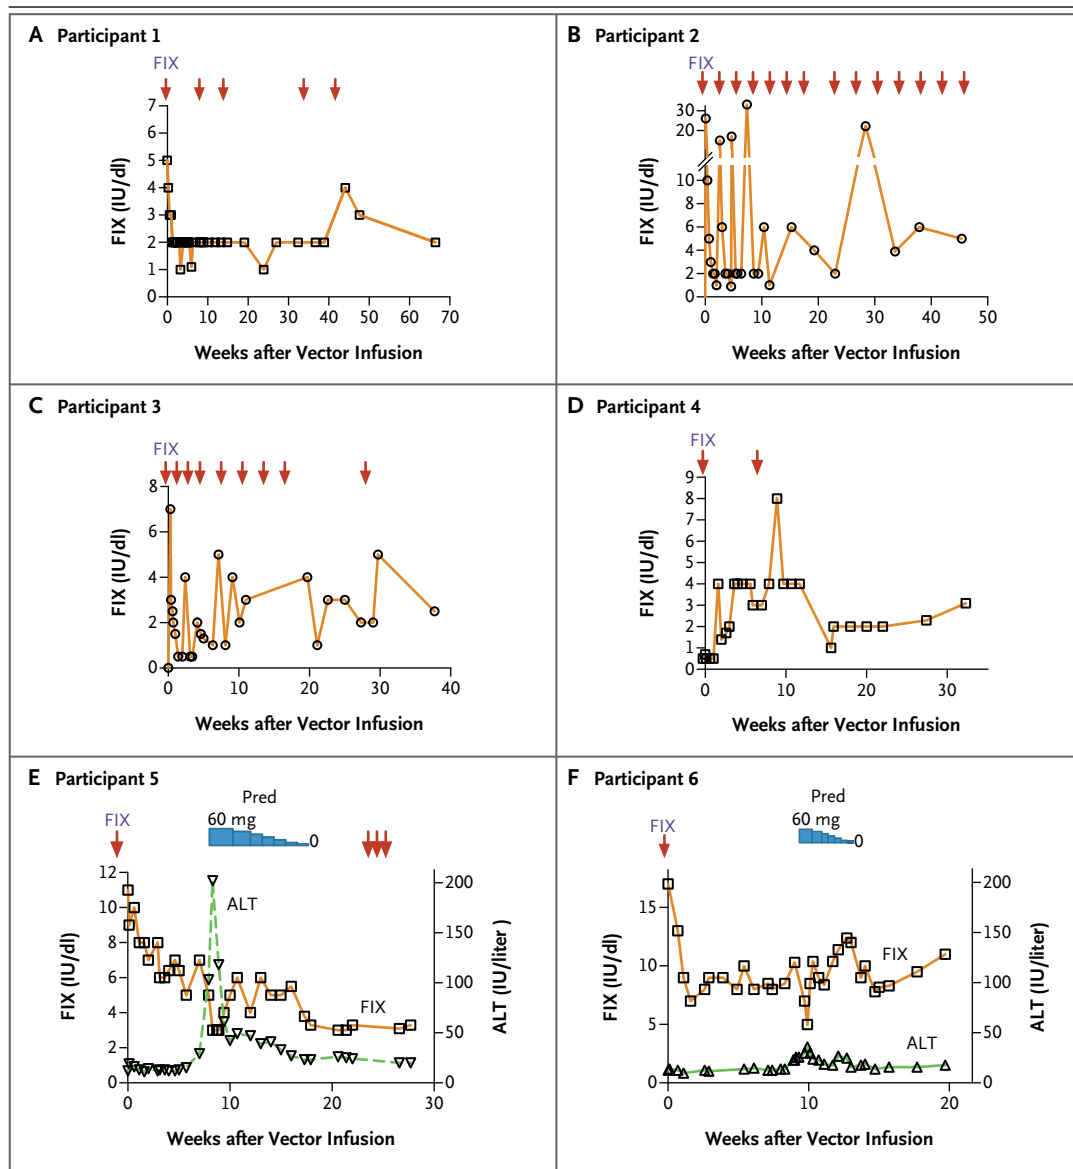 A Participant 1
FIX
7
6
5
4
3
2
1
0
FIX (IU/dl)
0 10 20 30 40 50 60 70
Weeks after Vector Infusion
B Participant 2
FIX
30
20
10
8
6
4
2
0
FIX (IU/dl)
0 10 20 30 40 50
Weeks after Vector Infusion
C Participant 3
FIX
8
6
4
2
0
FIX (IU/dl)
0 10 20 30 40
Weeks after Vector Infusion
D Participant 4
FIX
9
8
7
6
5
4
3
2
1
0
FIX (IU/dl)
0 10 20 30
Weeks after Vector Infusion
E Participant 5
Pred
FIX
60 mg
0
12
10
8
6
4
2
0
FIX (IU/dl)
ALT
FIX
200
150
100
50
0
ALT (IU/liter )
0 10 20 30
Weeks after Vector Infusion
F Participant 6
Pred
60 mg
FIX
0
15
10
5
0
FIX (IU/dl)
FIX
ALT
200
150
100
50
0
ALT (IU/liter)
0 10 20
Weeks after Vector Infusion